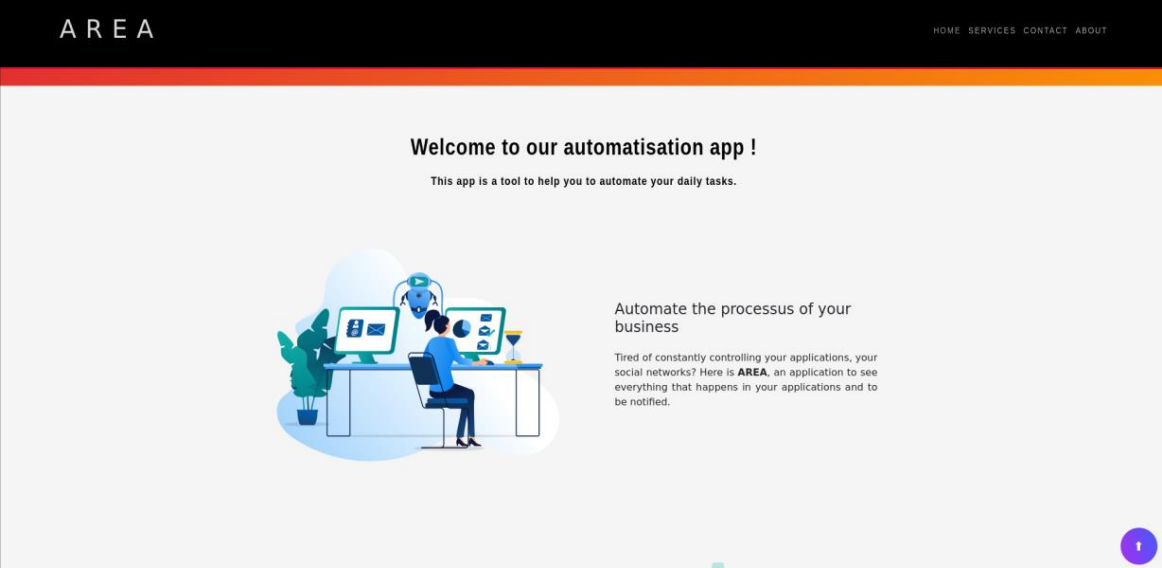 AREA
HOME SERVICES CONTACT ABOUT
Welcome to our automatisation app !
This app is a tool to help you to automate your daily tasks.
Automate the processus of your
business
Tired of constantly controlling your applications, your
social networks? Here is AREA, an application to see
everything that happens in your applications and to
be notified.